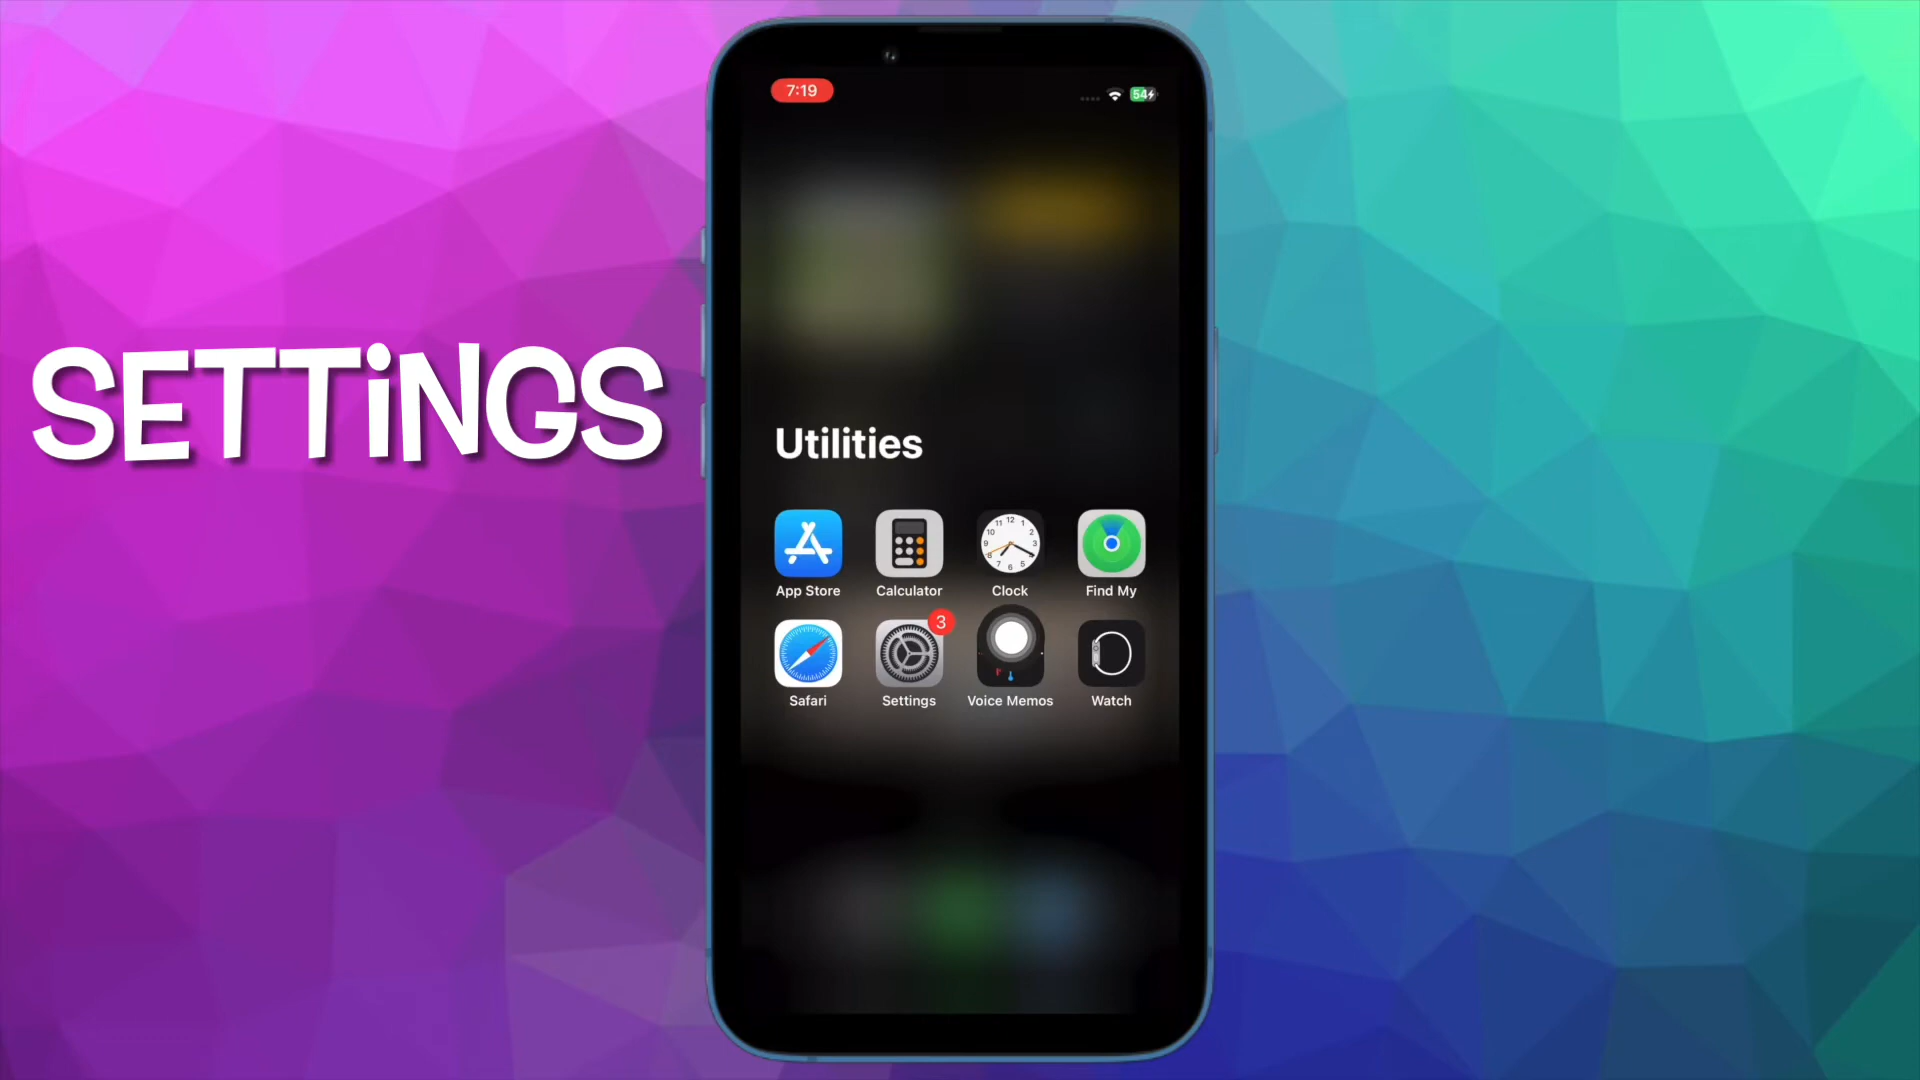 7:19
54
SETTiNGS
Utilities
App Store
Calculator
Clock
Find My
3
Safari
Settings
Voice Memos
Watch